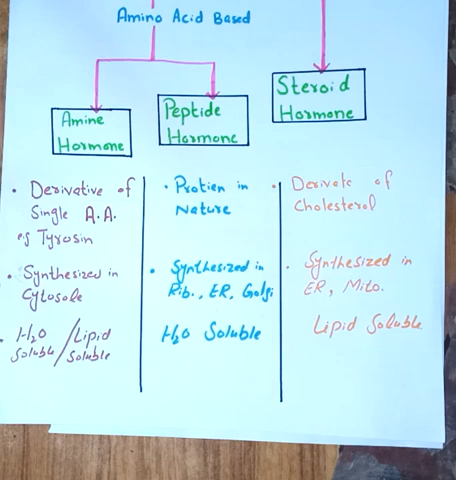 Amino Acid Based
Amine
Hormone
Peptide
Hormone
Steroid
Hormone
• Derivative of
Single A.A.
eg Tyrosin
• Synthesized in
Cytosole
• H₂O / Lipid
Soluble / Soluble
• Protien in
Nature
• Synthesized in
Rib., ER, Golgi
H₂O Soluble
• Derivate of
Cholesterol
• Synthesized in
ER, Mito.
Lipid Soluble